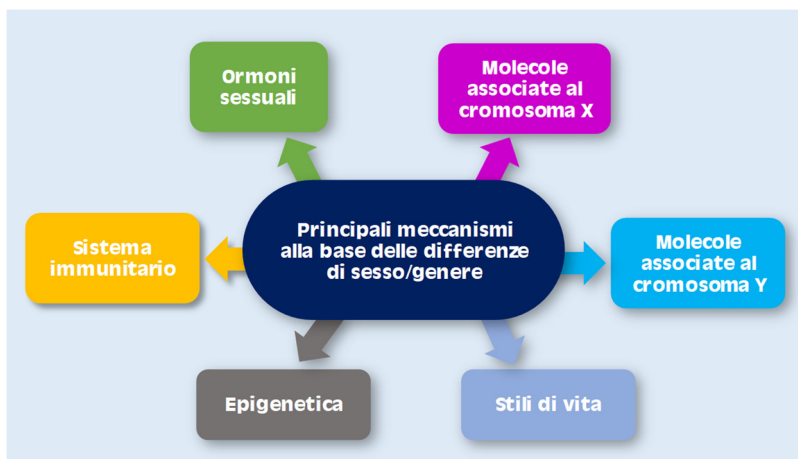 Ormoni
sessuali
Molecole
associate al
cromosoma X
Principali meccanismi
alla base delle differenze
di sesso/genere
Sistema
immunitario
Molecole
associate al
cromosoma Y
Epigenetica
Stili di vita